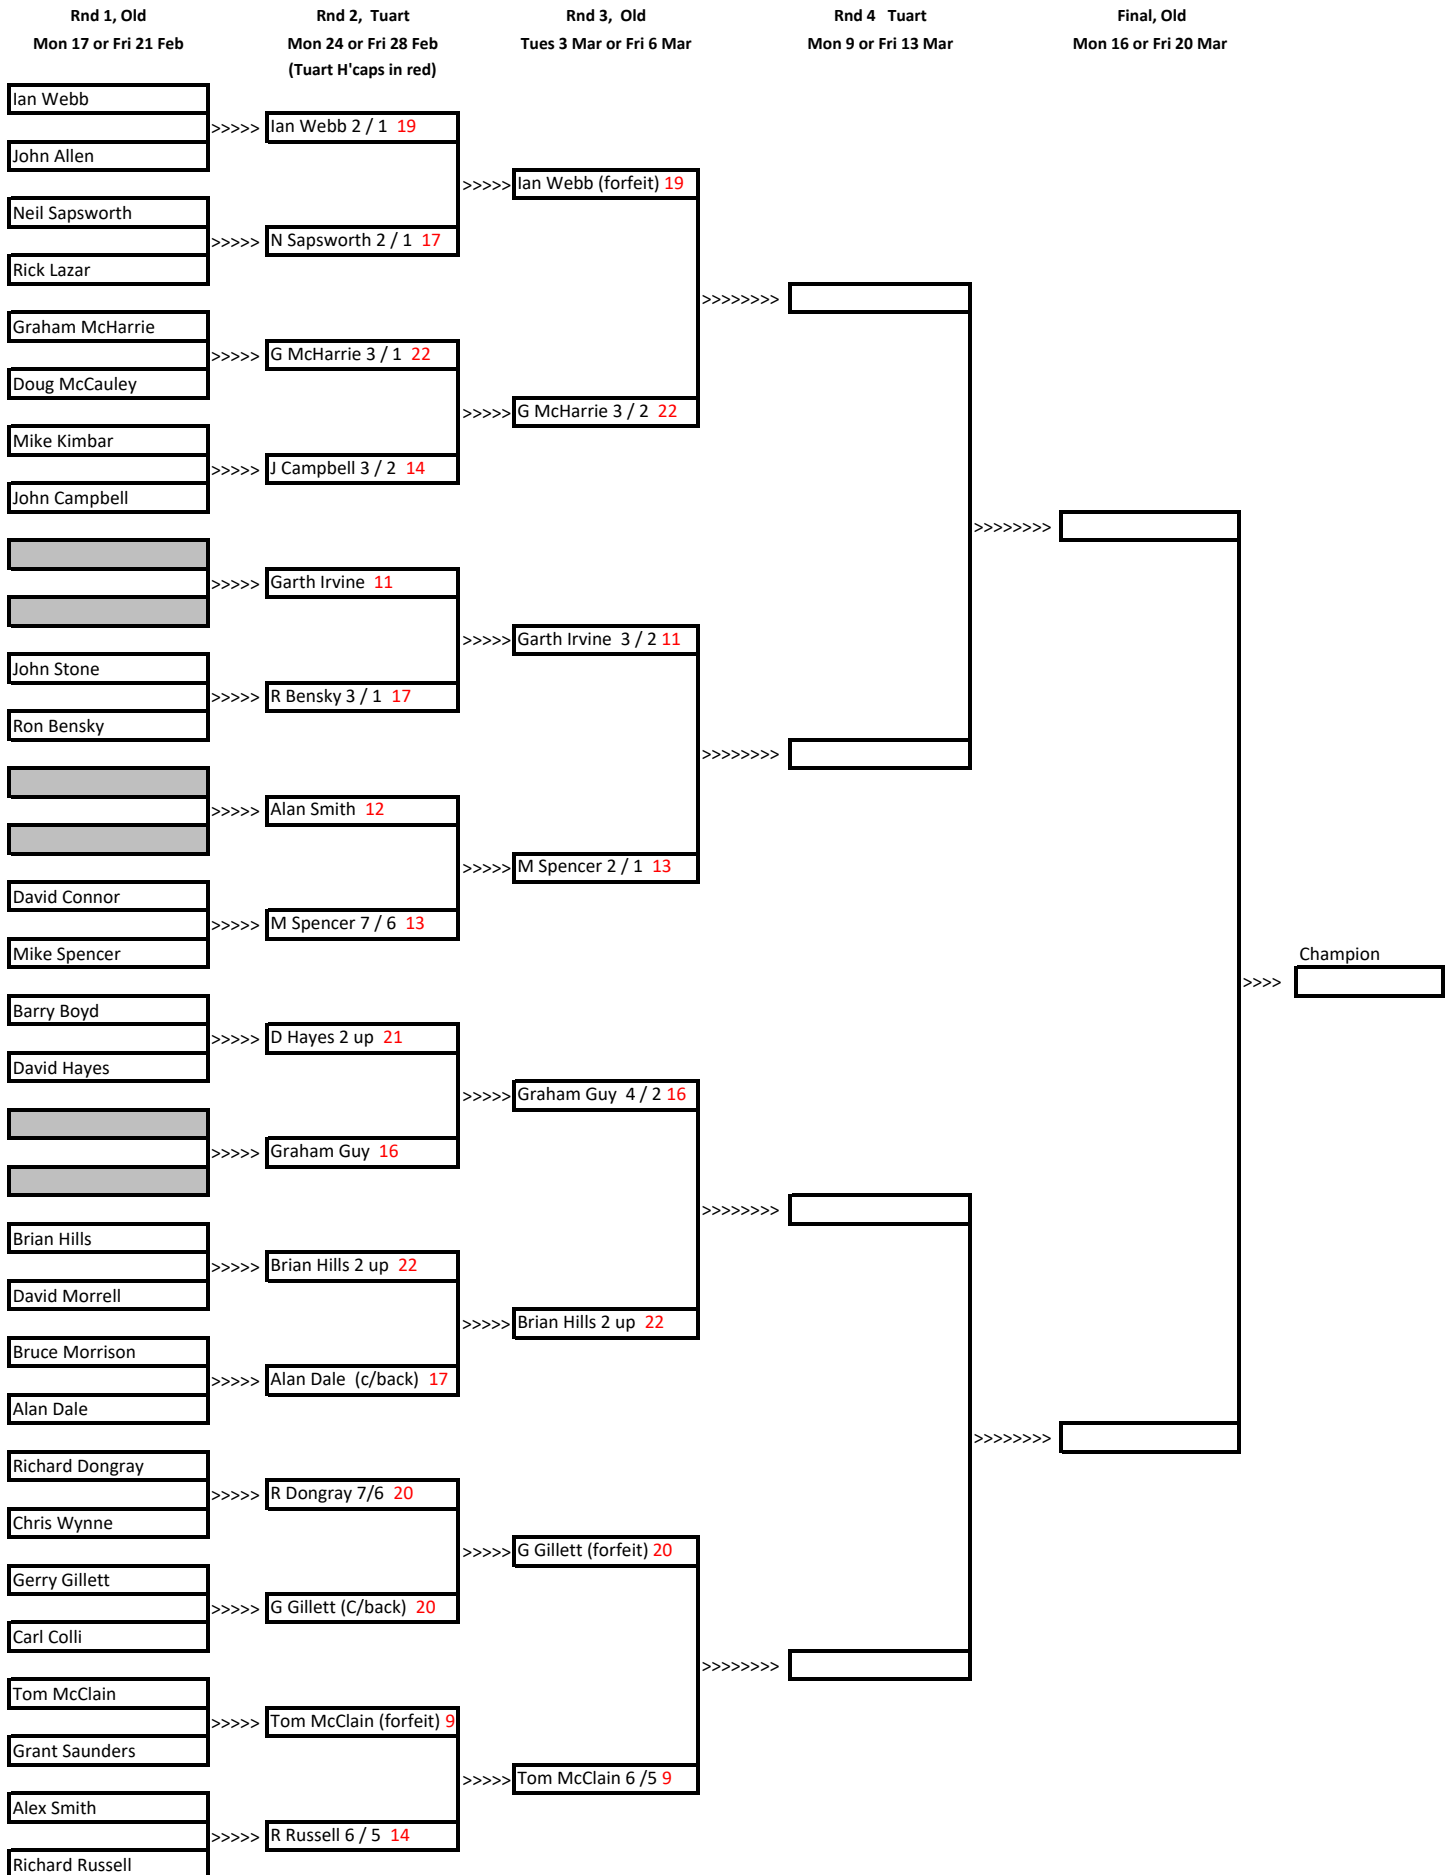 Rnd 1, Old
Mon 17 or Fri 21 Feb
Rnd 2, Tuart
Mon 24 or Fri 28 Feb
(Tuart H'caps in red)
Rnd 3, Old
Tues 3 Mar or Fri 6 Mar
Rnd 4 Tuart
Mon 9 or Fri 13 Mar
Final, Old
Mon 16 or Fri 20 Mar
Ian Webb
>>>>> Ian Webb 2 / 1 19
John Allen
>>>>> Ian Webb (forfeit) 19
Neil Sapsworth
>>>>> N Sapsworth 2 / 1 17
Rick Lazar
>>>>>>>>
Graham McHarrie
>>>>> G McHarrie 3 / 1 22
Doug McCauley
>>>>> G McHarrie 3 / 2 22
Mike Kimbar
>>>>> J Campbell 3 / 2 14
John Campbell
>>>>>>>>
>>>>> Garth Irvine 11
>>>>> Garth Irvine 3 / 2 11
John Stone
>>>>> R Bensky 3 / 1 17
Ron Bensky
>>>>>>>>
>>>>> Alan Smith 12
>>>>> M Spencer 2 / 1 13
David Connor
>>>>> M Spencer 7 / 6 13
Mike Spencer
Champion
>>>>
Barry Boyd
>>>>> D Hayes 2 up 21
David Hayes
>>>>> Graham Guy 4 / 2 16
>>>>> Graham Guy 16
>>>>>>>>
Brian Hills
>>>>> Brian Hills 2 up 22
David Morrell
>>>>> Brian Hills 2 up 22
Bruce Morrison
>>>>> Alan Dale (c/back) 17
Alan Dale
>>>>>>>>
Richard Dongray
>>>>> R Dongray 7/6 20
Chris Wynne
>>>>> G Gillett (forfeit) 20
Gerry Gillett
>>>>> G Gillett (C/back) 20
Carl Colli
>>>>>>>>
Tom McClain
>>>>> Tom McClain (forfeit) 9
Grant Saunders
>>>>> Tom McClain 6 /5 9
Alex Smith
>>>>> R Russell 6 / 5 14
Richard Russell